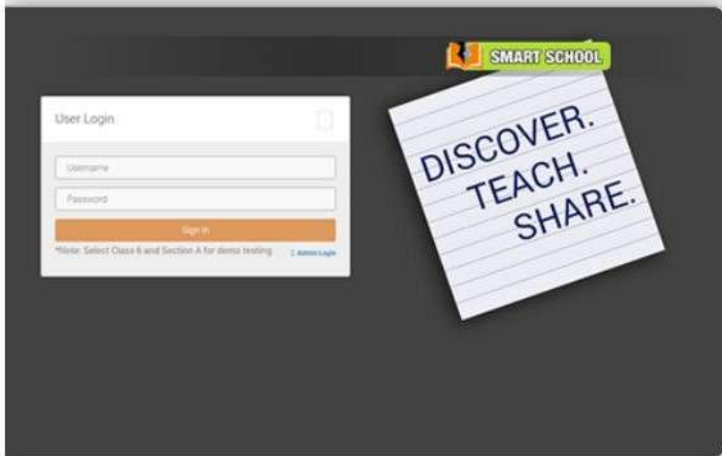 SMART SCHOOL
User Login
Username
Password
Sign In
*Note: Select Class 6 and Section A for demo testing
Admin Login
DISCOVER.
TEACH.
SHARE.